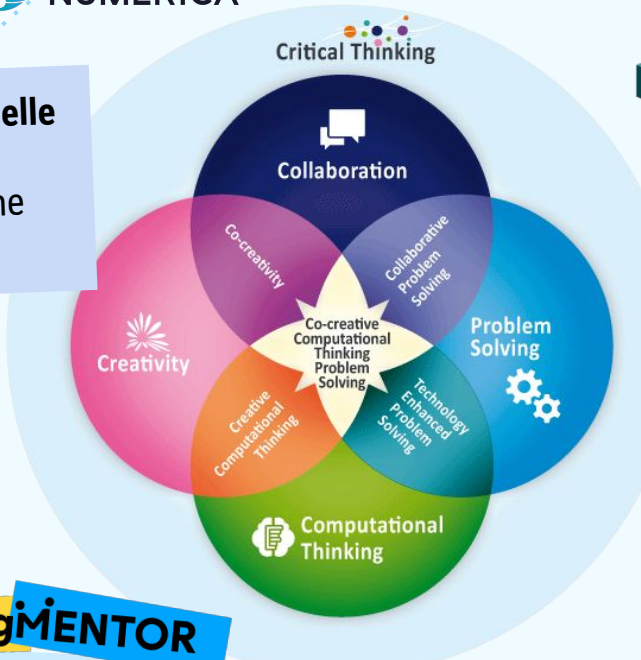 NUMERICA
Critical Thinking
elle
ne
Collaboration
Co-creativity
Collaborative
Problem
Solving
Creativity
Co-creative
Computational
Thinking
Problem
Solving
Problem
Solving
Creative
Computational
Thinking
Technology
Enhanced
Problem
Solving
Computational
Thinking
gMENTOR